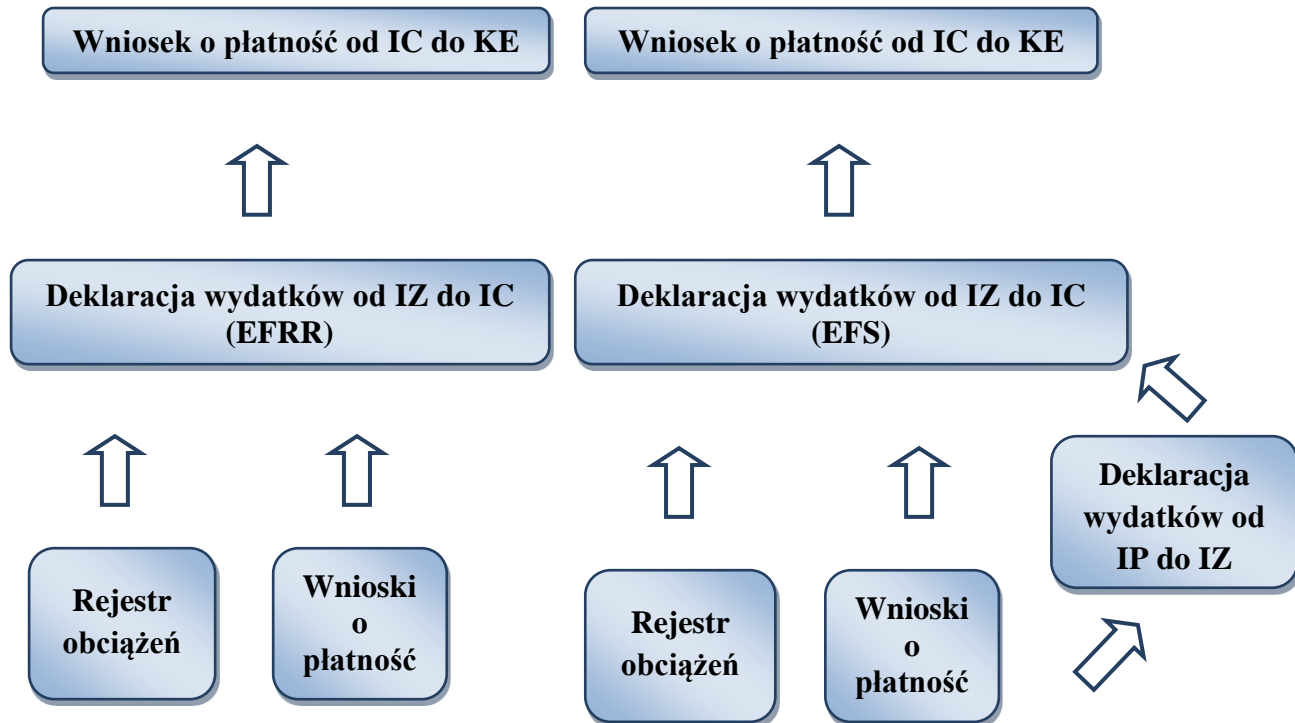 Wniosek o płatność od IC do KE
Wniosek o płatność od IC do KE
Deklaracja wydatków od IZ do IC
(EFRR)
Deklaracja wydatków od IZ do IC
(EFS)
Deklaracja
wydatków od
IP do IZ
Rejestr
obciążeń
Wnioski
o
płatność
Rejestr
obciążeń
Wnioski
o
płatność